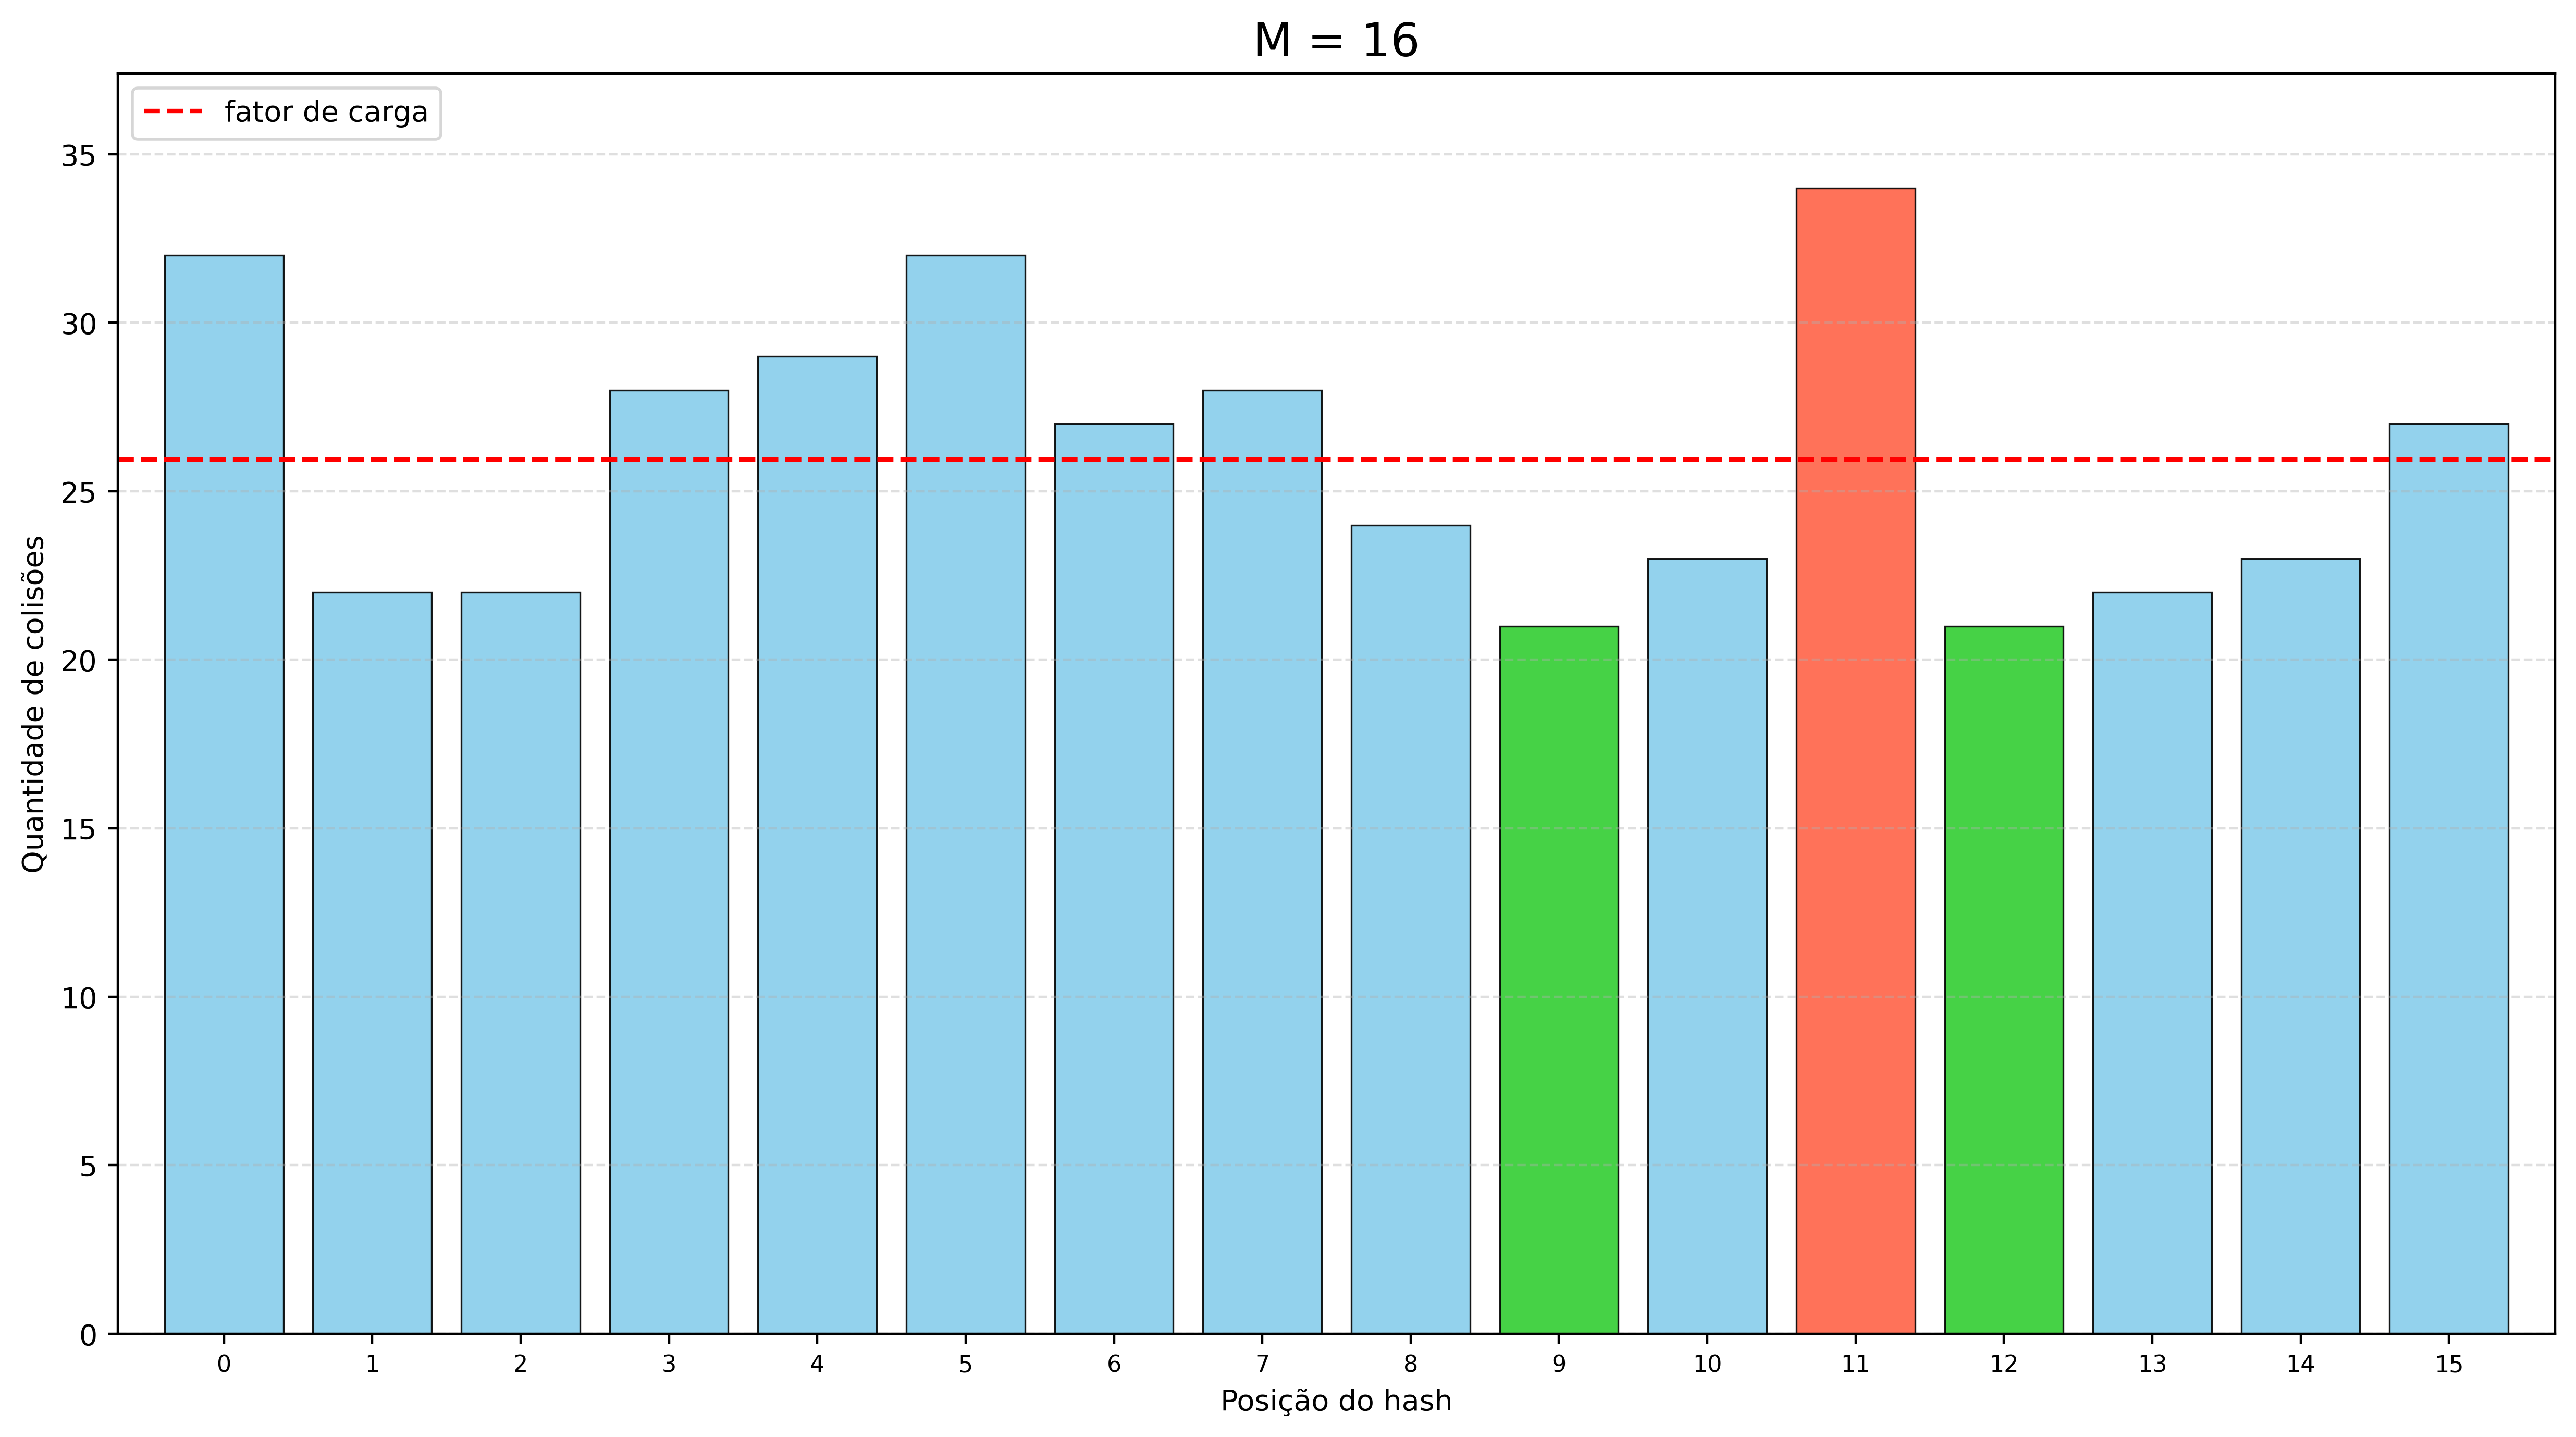 M = 16
fator de carga
35
30
25
20
15
10
5
0
Quantidade de colisões
0 1 2 3 4 5 6 7 8 9 10 11 12 13 14 15
Posição do hash